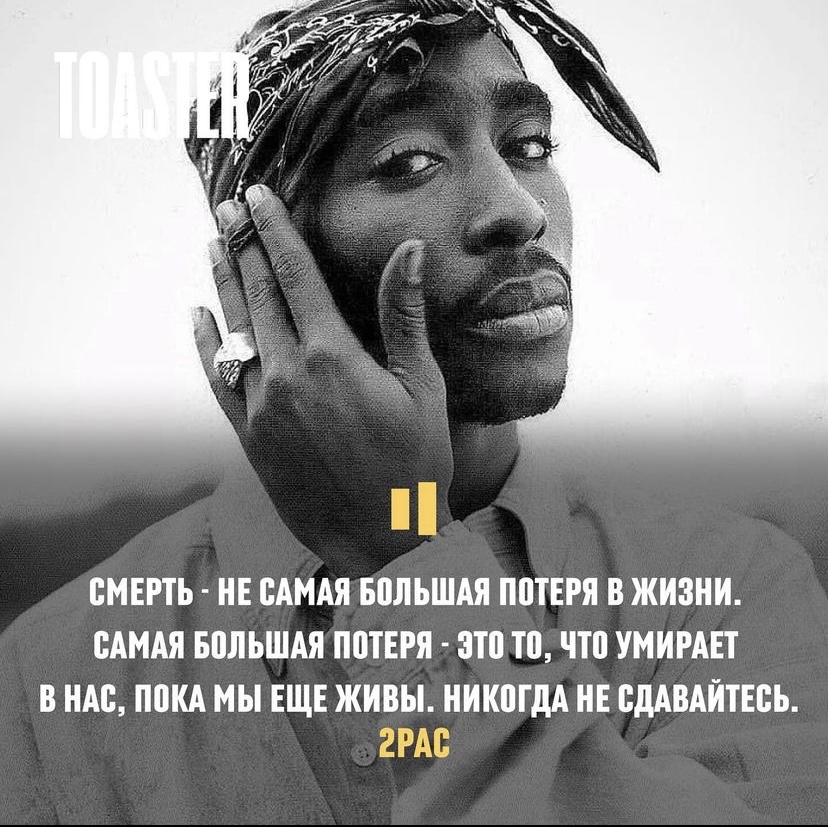 TOASTER
СМЕРТЬ - НЕ САМАЯ БОЛЬШАЯ ПОТЕРЯ В ЖИЗНИ.
САМАЯ БОЛЬШАЯ ПОТЕРЯ - ЭТО ТО, ЧТО УМИРАЕТ
В НАС, ПОКА МЫ ЕЩЕ ЖИВЫ. НИКОГДА НЕ СДАВАЙТЕСЬ.
2PAC